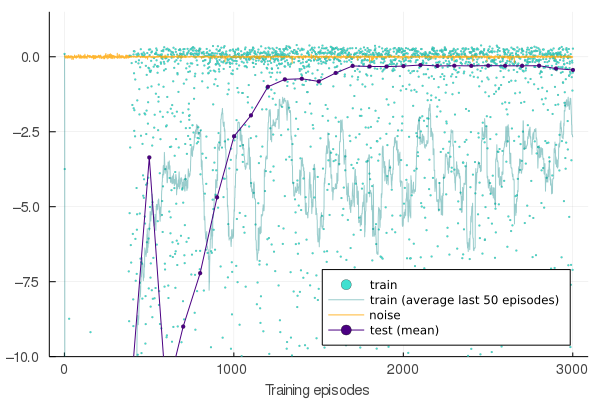 0.0
−2.5
−5.0
−7.5
−10.0
0 1000 2000 3000
Training episodes
train
train (average last 50 episodes)
noise
test (mean)